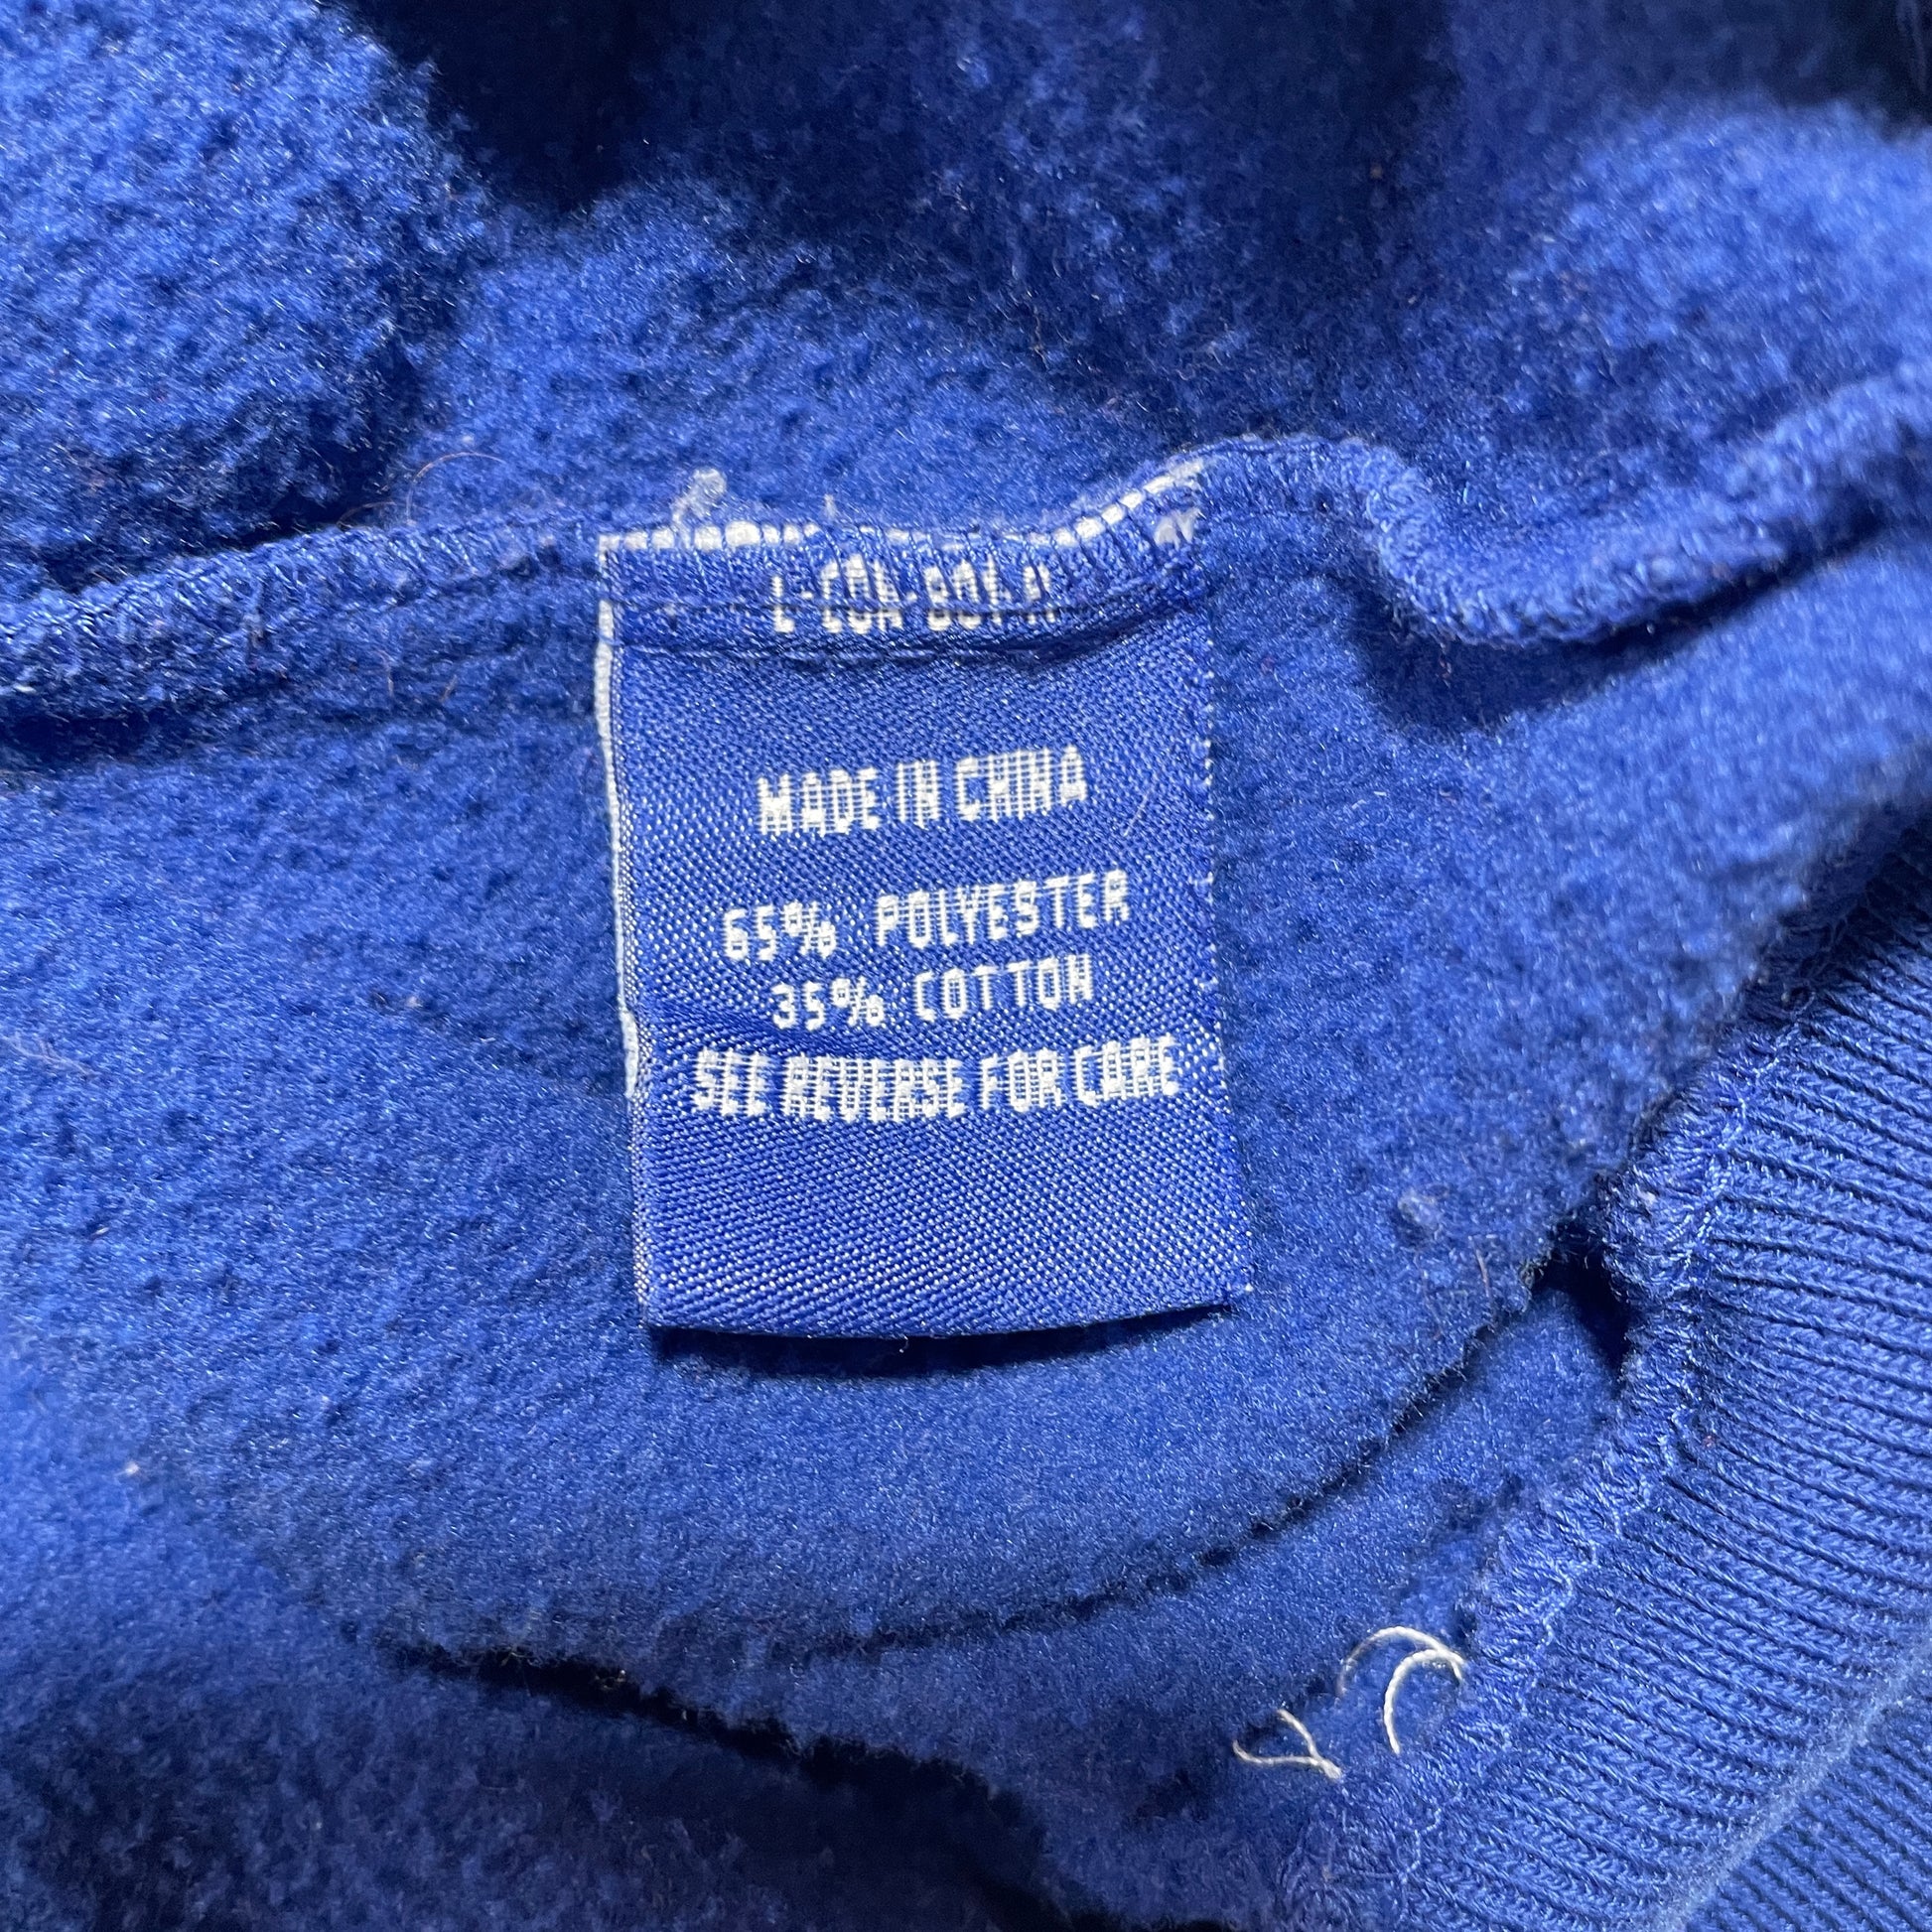 MADE IN CHINA
65% POLYESTER
35% COTTON
SEE REVERSE FOR CARE